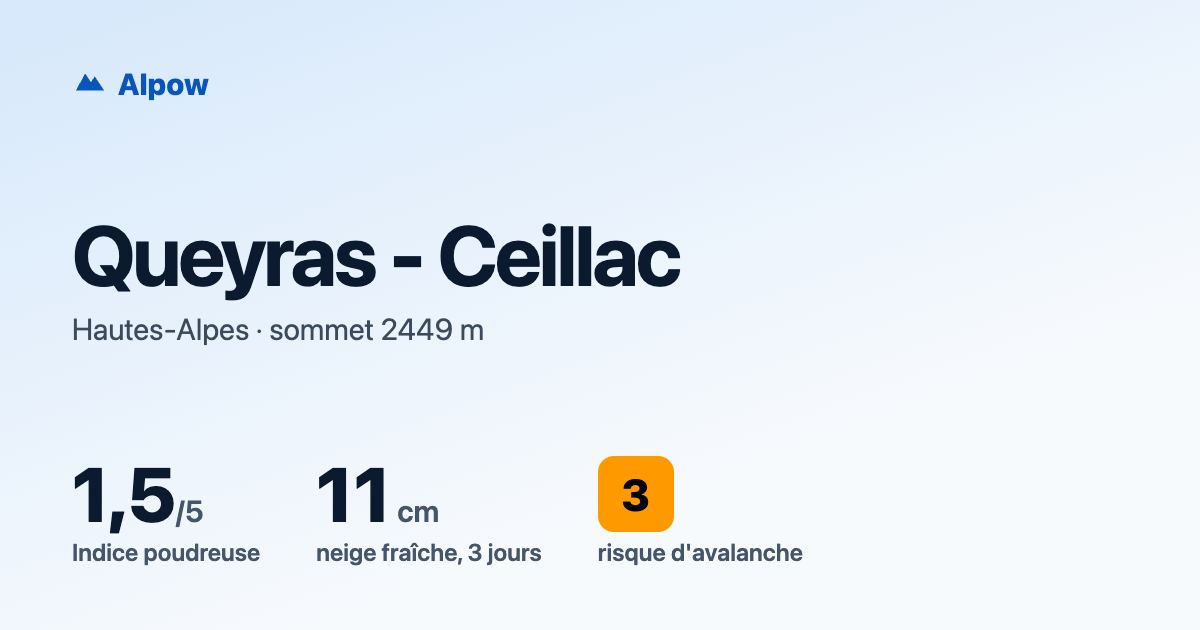 Alpow
Queyras - Ceillac
Hautes-Alpes · sommet 2449 m
1,5/5
Indice poudreuse
11 cm
neige fraîche, 3 jours
3
risque d'avalanche